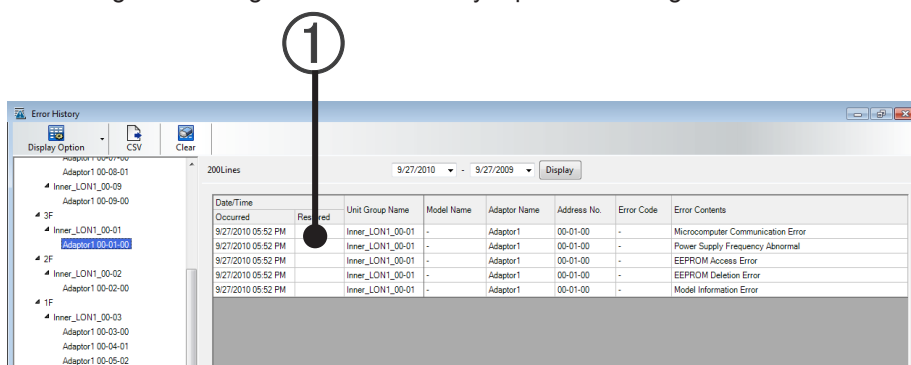 ①
Error History
Display Option CSV Clear
Adaptor1 00-07-00
Adaptor1 00-08-01
Inner_LON1_00-09
Adaptor1 00-09-00
3F
Inner_LON1_00-01
Adaptor1 00-01-00
2F
Inner_LON1_00-02
Adaptor1 00-02-00
1F
Inner_LON1_00-03
Adaptor1 00-03-00
Adaptor1 00-04-01
Adaptor1 00-05-02
200Lines 9/27/2010 - 9/27/2009 Display
Date/Time
Occurred Restored Unit Group Name Model Name Adaptor Name Address No. Error Code Error Contents
9/27/2010 05:52 PM Inner_LON1_00-01 - Adaptor1 00-01-00 - Microcomputer Communication Error
9/27/2010 05:52 PM Inner_LON1_00-01 - Adaptor1 00-01-00 - Power Supply Frequency Abnormal
9/27/2010 05:52 PM Inner_LON1_00-01 - Adaptor1 00-01-00 - EEPROM Access Error
9/27/2010 05:52 PM Inner_LON1_00-01 - Adaptor1 00-01-00 - EEPROM Deletion Error
9/27/2010 05:52 PM Inner_LON1_00-01 - Adaptor1 00-01-00 - Model Information Error